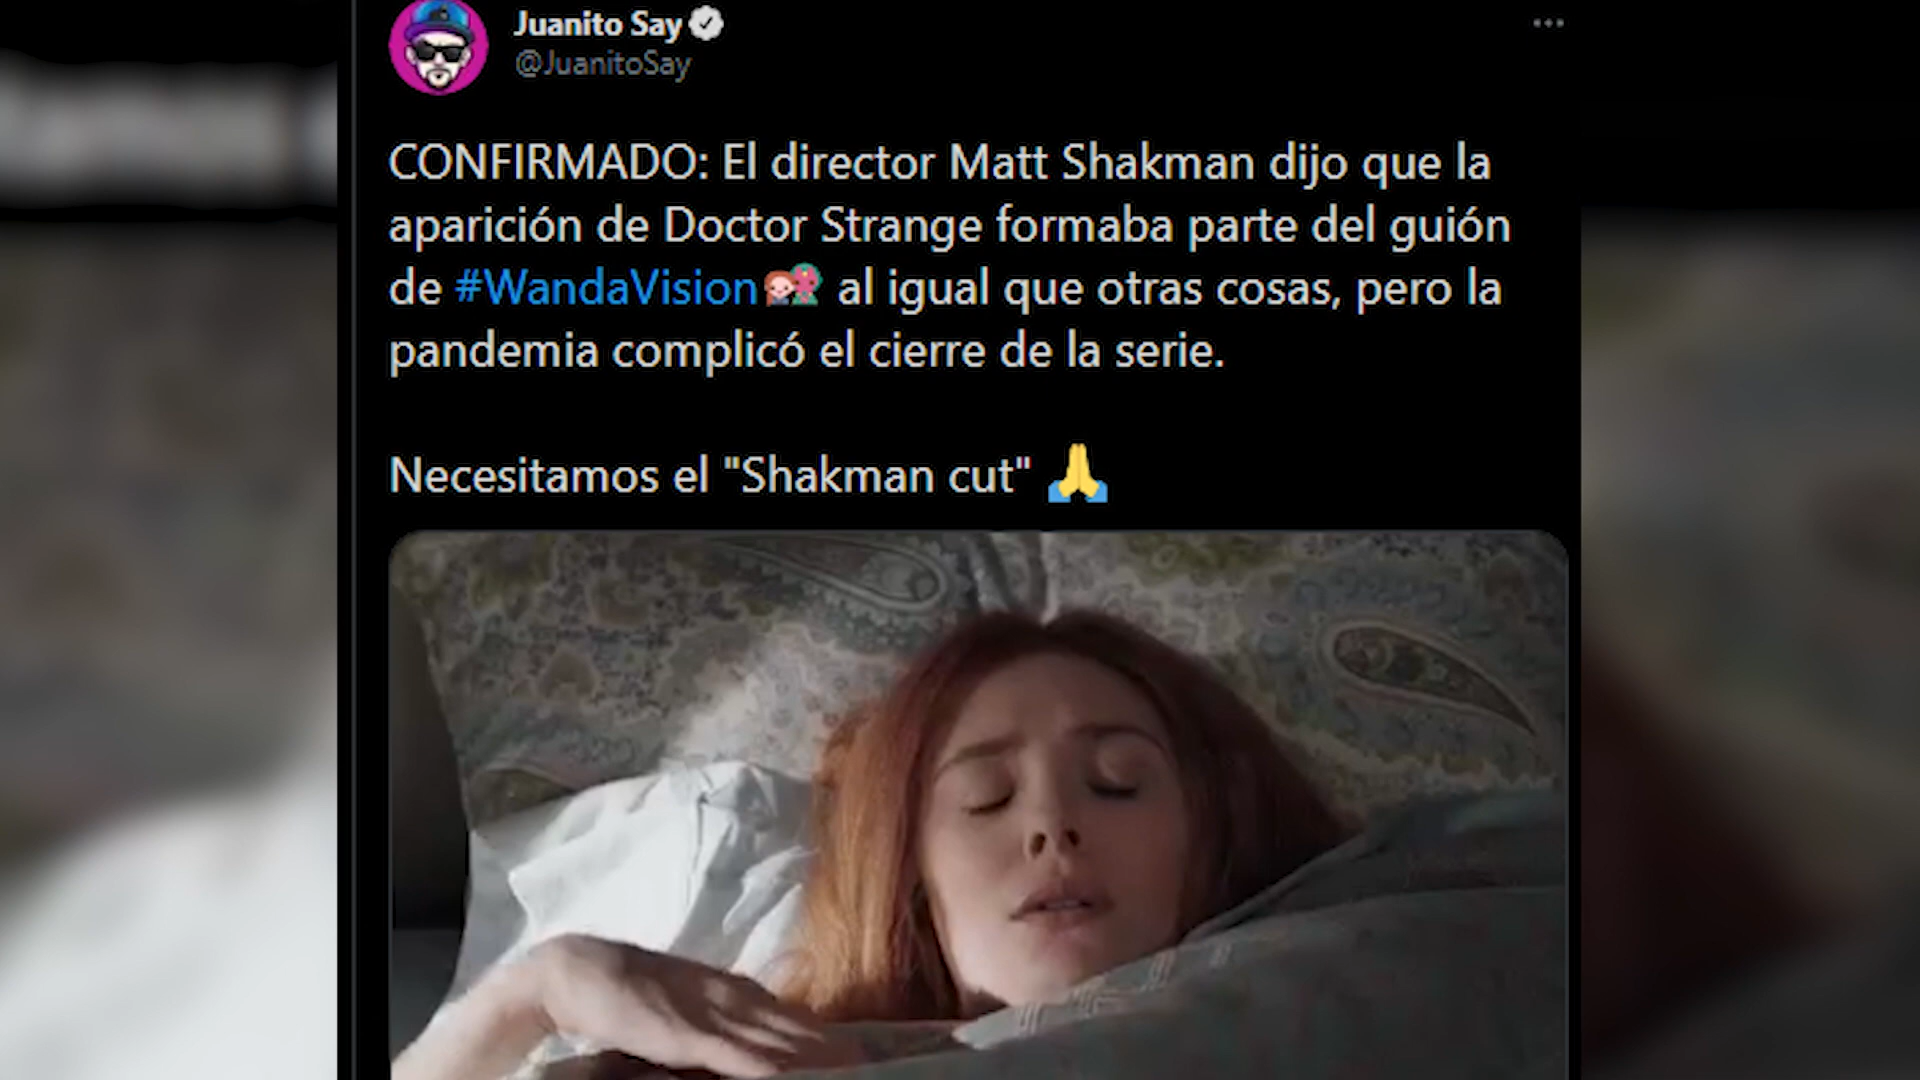 Juanito Say
@JuanitoSay
CONFIRMADO: El director Matt Shakman dijo que la
aparición de Doctor Strange formaba parte del guión
de #WandaVision al igual que otras cosas, pero la
pandemia complicó el cierre de la serie.
Necesitamos el "Shakman cut" 🙏